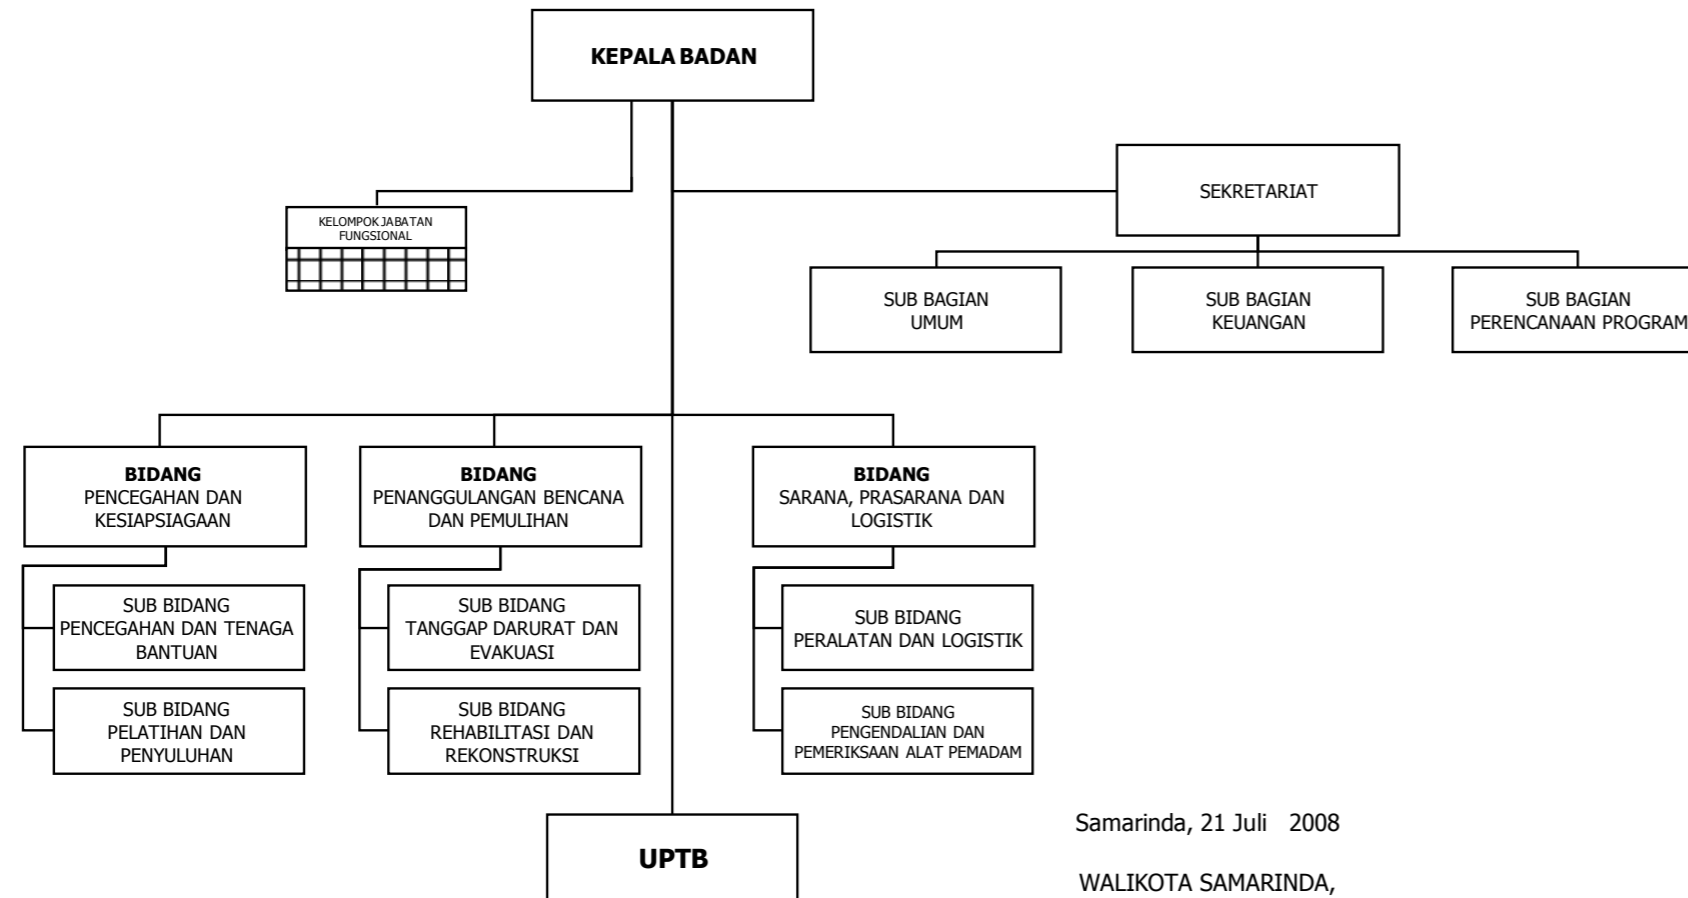 KEPALA BADAN
SEKRETARIAT
KELOMPOK JABATAN
FUNGSIONAL
SUB BAGIAN
UMUM
SUB BAGIAN
KEUANGAN
SUB BAGIAN
PERENCANAAN PROGRAM
BIDANG
PENCEGAHAN DAN
KESIAPSIAGAAN
BIDANG
PENANGGULANGAN BENCANA
DAN PEMULIHAN
BIDANG
SARANA, PRASARANA DAN
LOGISTIK
SUB BIDANG
PENCEGAHAN DAN TENAGA
BANTUAN
SUB BIDANG
TANGGAP DARURAT DAN
EVAKUASI
SUB BIDANG
PERALATAN DAN LOGISTIK
SUB BIDANG
PELATIHAN DAN
PENYULUHAN
SUB BIDANG
REHABILITASI DAN
REKONSTRUKSI
SUB BIDANG
PENGENDALIAN DAN
PEMERIKSAAN ALAT PEMADAM
UPTB
Samarinda, 21 Juli 2008
WALIKOTA SAMARINDA,